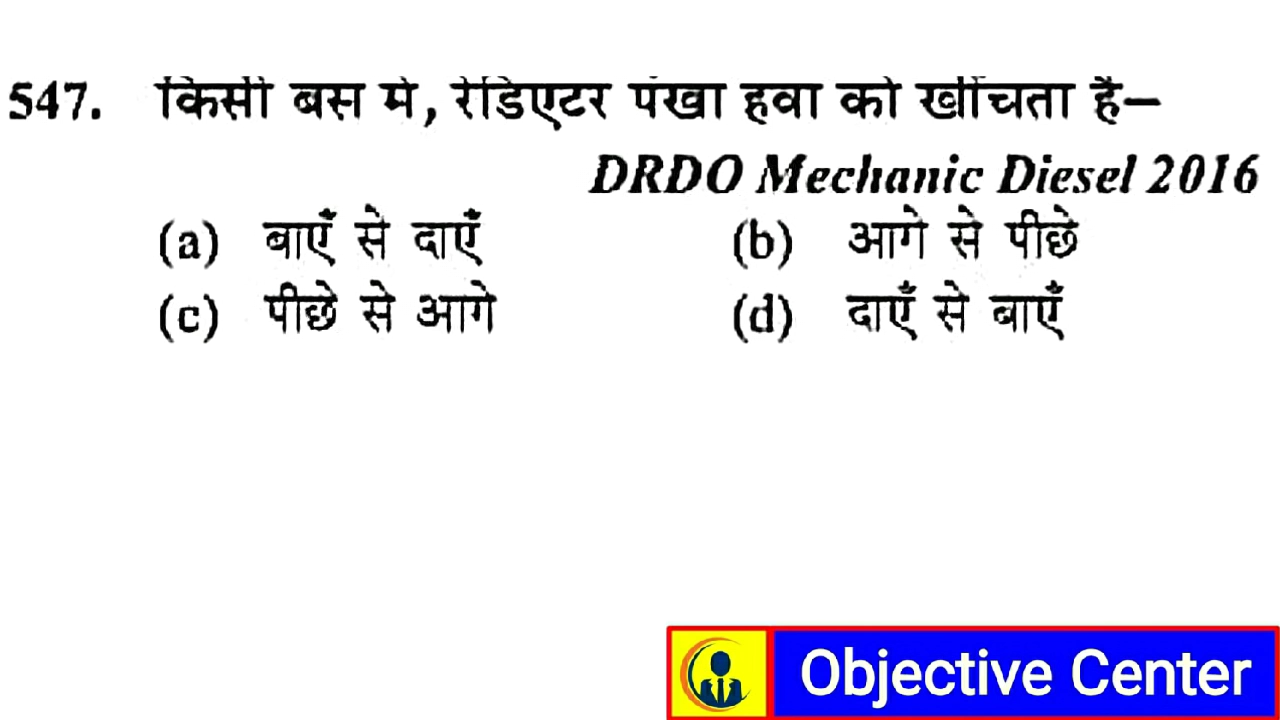 547. किसी बस में, रेडिएटर पंखा हवा को खींचता है—
DRDO Mechanic Diesel 2016
(a) बाएँ से दाएँ (b) आगे से पीछे
(c) पीछे से आगे (d) दाएँ से बाएँ
Objective Center